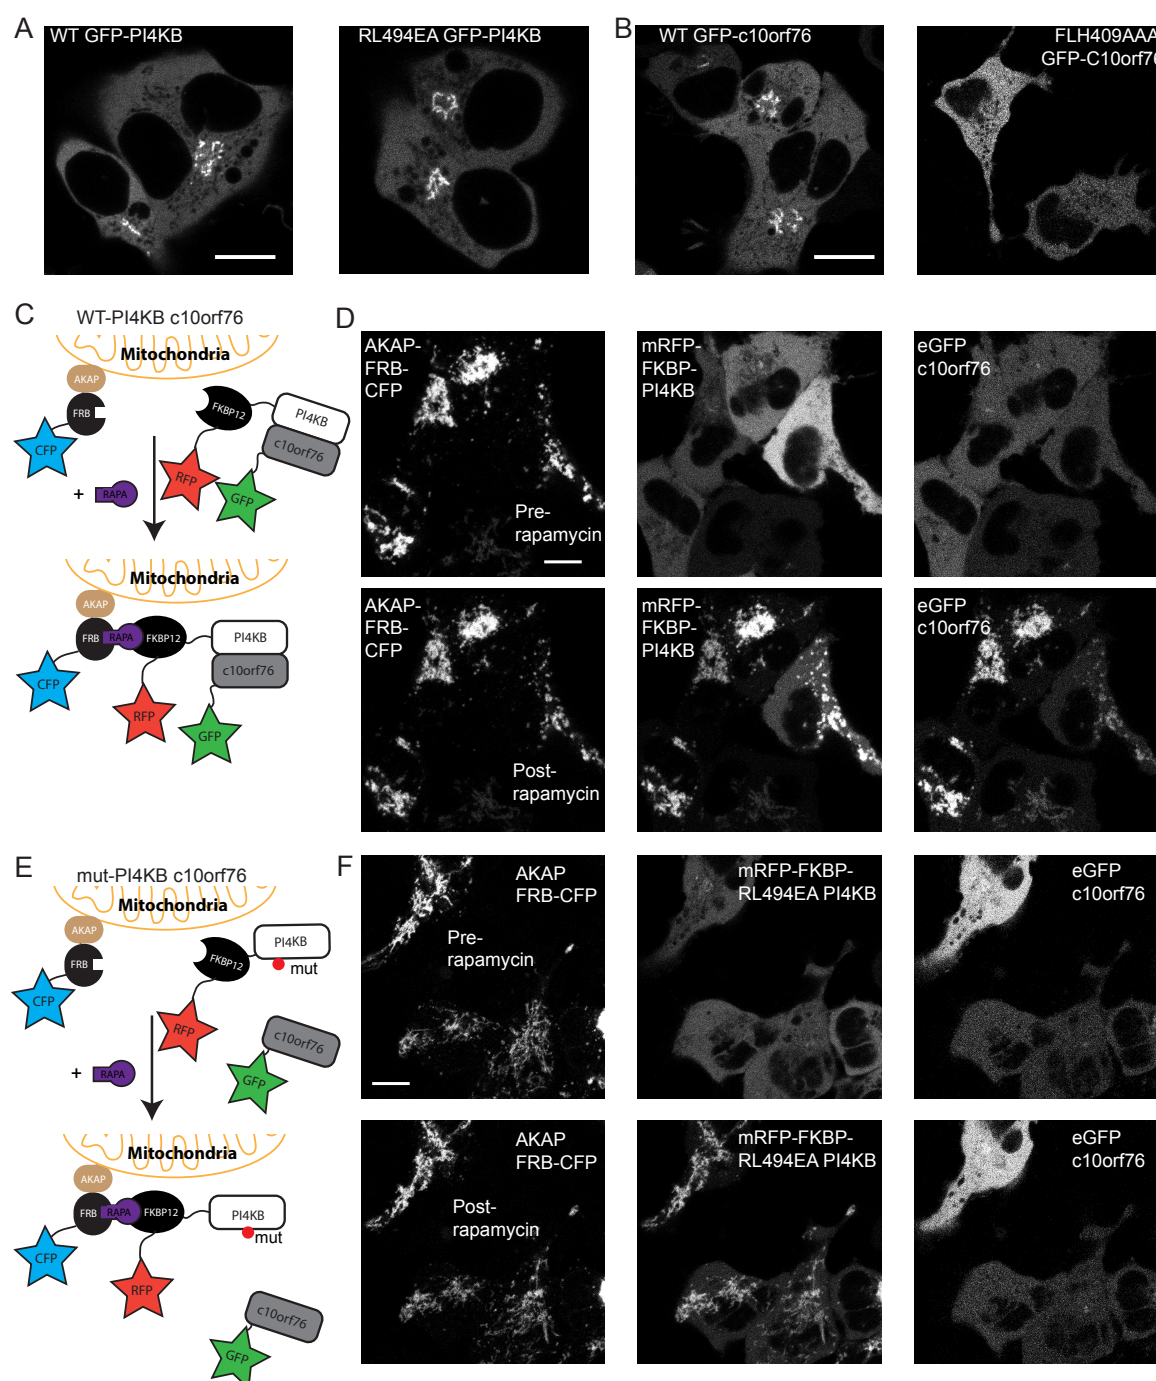 A
WT GFP-PI4KB
RL494EA GFP-PI4KB
B
WT GFP-c10orf76
FLH409AAA
GFP-C10orf76
C
WT-PI4KB c10orf76
Mitochondria
AKAP
FRB
CFP
FKBP12
PI4KB
c10orf76
RFP
GFP
+
RAPA
Mitochondria
AKAP
FRB
RAPA
FKBP12
PI4KB
c10orf76
CFP
RFP
GFP
D
AKAP-
FRB-
CFP
Pre-
rapamycin
mRFP-
FKBP-
PI4KB
eGFP
c10orf76
AKAP-
FRB-
CFP
Post-
rapamycin
mRFP-
FKBP-
PI4KB
eGFP
c10orf76
E
mut-PI4KB c10orf76
Mitochondria
AKAP
FRB
CFP
FKBP12
PI4KB
mut
RFP
c10orf76
GFP
+
RAPA
Mitochondria
AKAP
FRB
RAPA
FKBP12
PI4KB
mut
CFP
RFP
c10orf76
GFP
F
AKAP
FRB-CFP
Pre-
rapamycin
mRFP-FKBP-
RL494EA PI4KB
eGFP
c10orf76
AKAP
FRB-CFP
Post-
rapamycin
mRFP-FKBP-
RL494EA PI4KB
eGFP
c10orf76